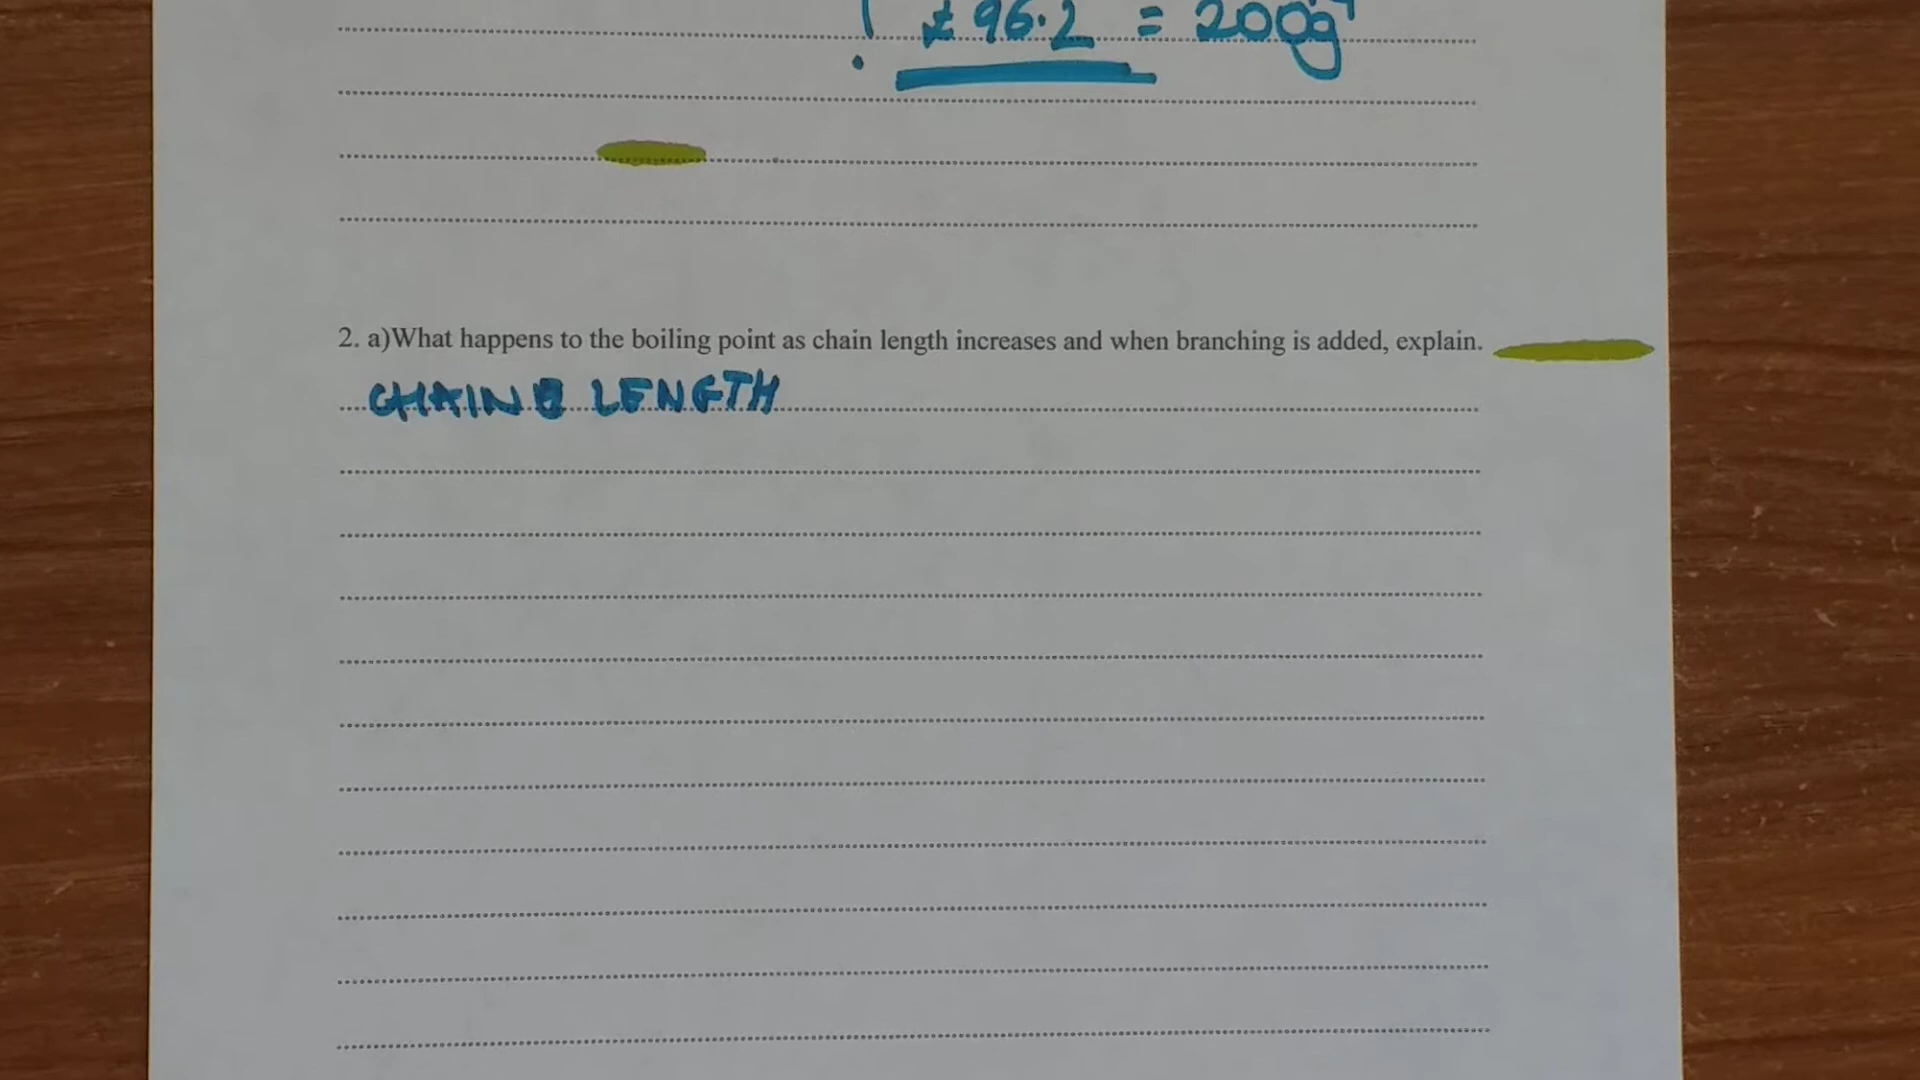 £96.2 = 200g
2. a)What happens to the boiling point as chain length increases and when branching is added, explain.
CHAIN LENGTH